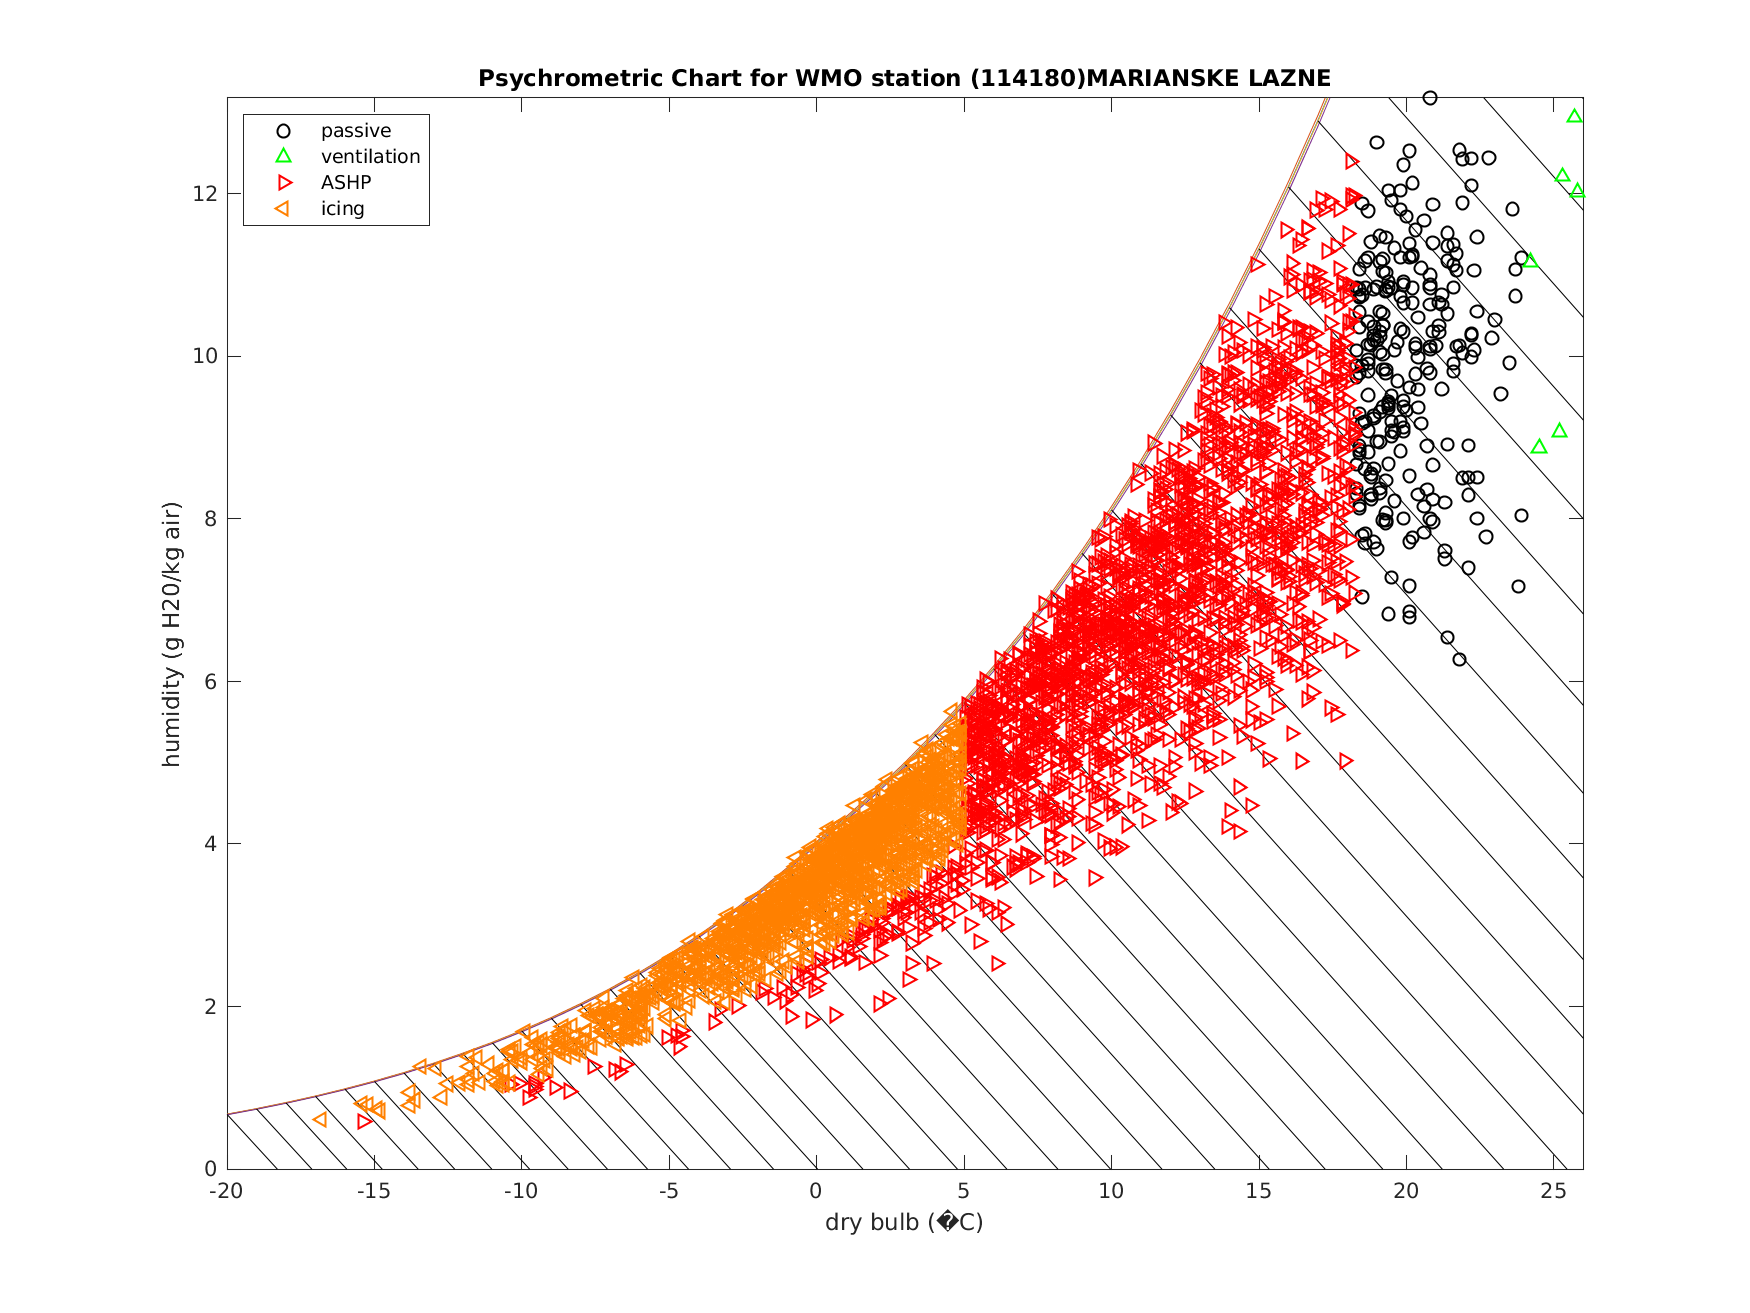 Psychrometric Chart for WMO station (114180)MARIANSKE LAZNE
passive
ventilation
ASHP
icing
humidity (g H20/kg air)
12
10
8
6
4
2
0
-20 -15 -10 -5 0 5 10 15 20 25
dry bulb (�C)